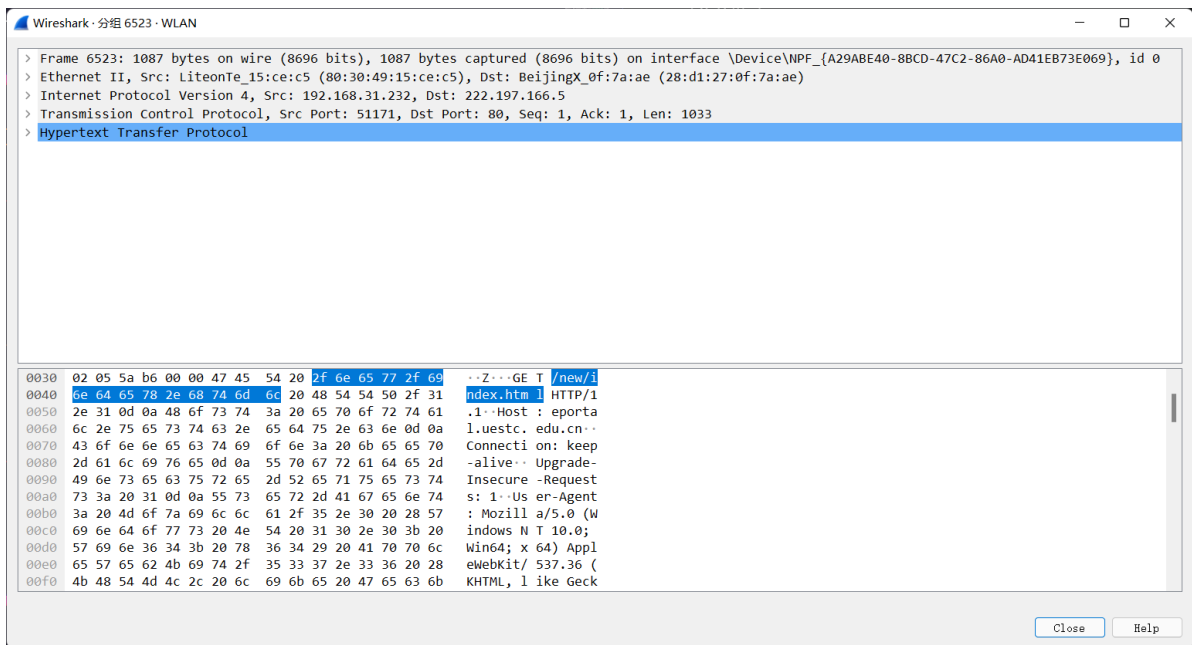 Wireshark · 分组 6523 · WLAN
> Frame 6523: 1087 bytes on wire (8696 bits), 1087 bytes captured (8696 bits) on interface \Device\NPF_{A29ABE40-8BCD-47C2-86A0-AD41EB73E069}, id 0
> Ethernet II, Src: LiteonTe_15:ce:c5 (80:30:49:15:ce:c5), Dst: BeijingX_0f:7a:ae (28:d1:27:0f:7a:ae)
> Internet Protocol Version 4, Src: 192.168.31.232, Dst: 222.197.166.5
> Transmission Control Protocol, Src Port: 51171, Dst Port: 80, Seq: 1, Ack: 1, Len: 1033
> Hypertext Transfer Protocol
0030 02 05 5a b6 00 00 47 45 54 20 2f 6e 65 77 2f 69 ··Z···GE T /new/i
0040 6e 64 65 78 2e 68 74 6d 6c 20 48 54 54 50 2f 31 ndex.htm l HTTP/1
0050 2e 31 0d 0a 48 6f 73 74 3a 20 65 70 6f 72 74 61 .1··Host : eporta
0060 6c 2e 75 65 73 74 63 2e 65 64 75 2e 63 6e 0d 0a l.uestc. edu.cn··
0070 43 6f 6e 6e 65 63 74 69 6f 6e 3a 20 6b 65 65 70 Connecti on: keep
0080 2d 61 6c 69 76 65 0d 0a 55 70 67 72 61 64 65 2d -alive·· Upgrade-
0090 49 6e 73 65 63 75 72 65 2d 52 65 71 75 65 73 74 Insecure -Request
00a0 73 3a 20 31 0d 0a 55 73 65 72 2d 41 67 65 6e 74 s: 1··Us er-Agent
00b0 3a 20 4d 6f 7a 69 6c 6c 61 2f 35 2e 30 20 28 57 : Mozill a/5.0 (W
00c0 69 6e 64 6f 77 73 20 4e 54 20 31 30 2e 30 3b 20 indows N T 10.0;
00d0 57 69 6e 36 34 3b 20 78 36 34 29 20 41 70 70 6c Win64; x 64) Appl
00e0 65 57 65 62 4b 69 74 2f 35 33 37 2e 33 36 20 28 eWebKit/ 537.36 (
00f0 4b 48 54 4d 4c 2c 20 6c 69 6b 65 20 47 65 63 6b KHTML, l ike Geck
Close Help